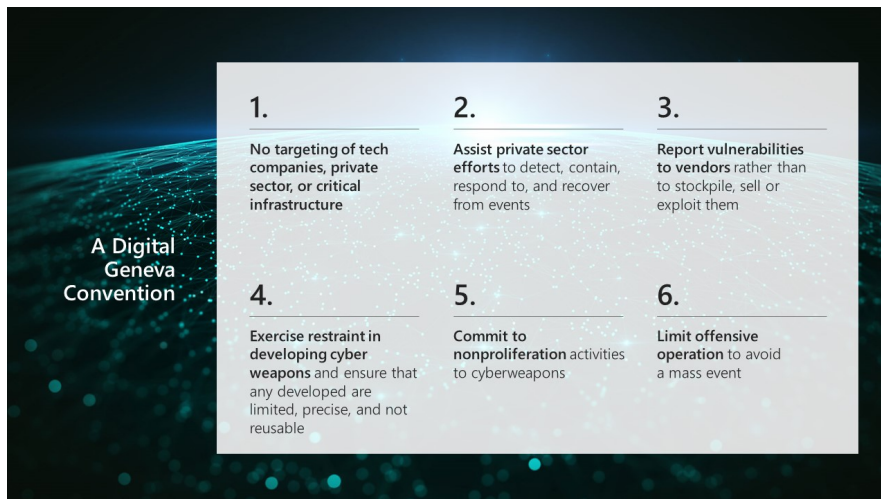 A Digital
Geneva
Convention
1.
No targeting of tech
companies, private
sector, or critical
infrastructure
2.
Assist private sector
efforts to detect, contain,
respond to, and recover
from events
3.
Report vulnerabilities
to vendors rather than
to stockpile, sell or
exploit them
4.
Exercise restraint in
developing cyber
weapons and ensure that
any developed are
limited, precise, and not
reusable
5.
Commit to
nonproliferation activities
to cyberweapons
6.
Limit offensive
operation to avoid
a mass event